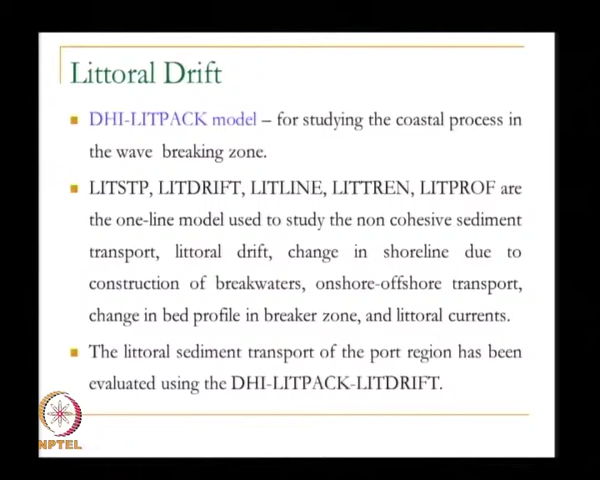 Littoral Drift
DHI-LITPACK model – for studying the coastal process in
the wave breaking zone.
LITSTP, LITDRIFT, LITLINE, LITTREN, LITPROF are
the one-line model used to study the non cohesive sediment
transport, littoral drift, change in shoreline due to
construction of breakwaters, onshore-offshore transport,
change in bed profile in breaker zone, and littoral currents.
The littoral sediment transport of the port region has been
evaluated using the DHI-LITPACK-LITDRIFT.
NPTEL